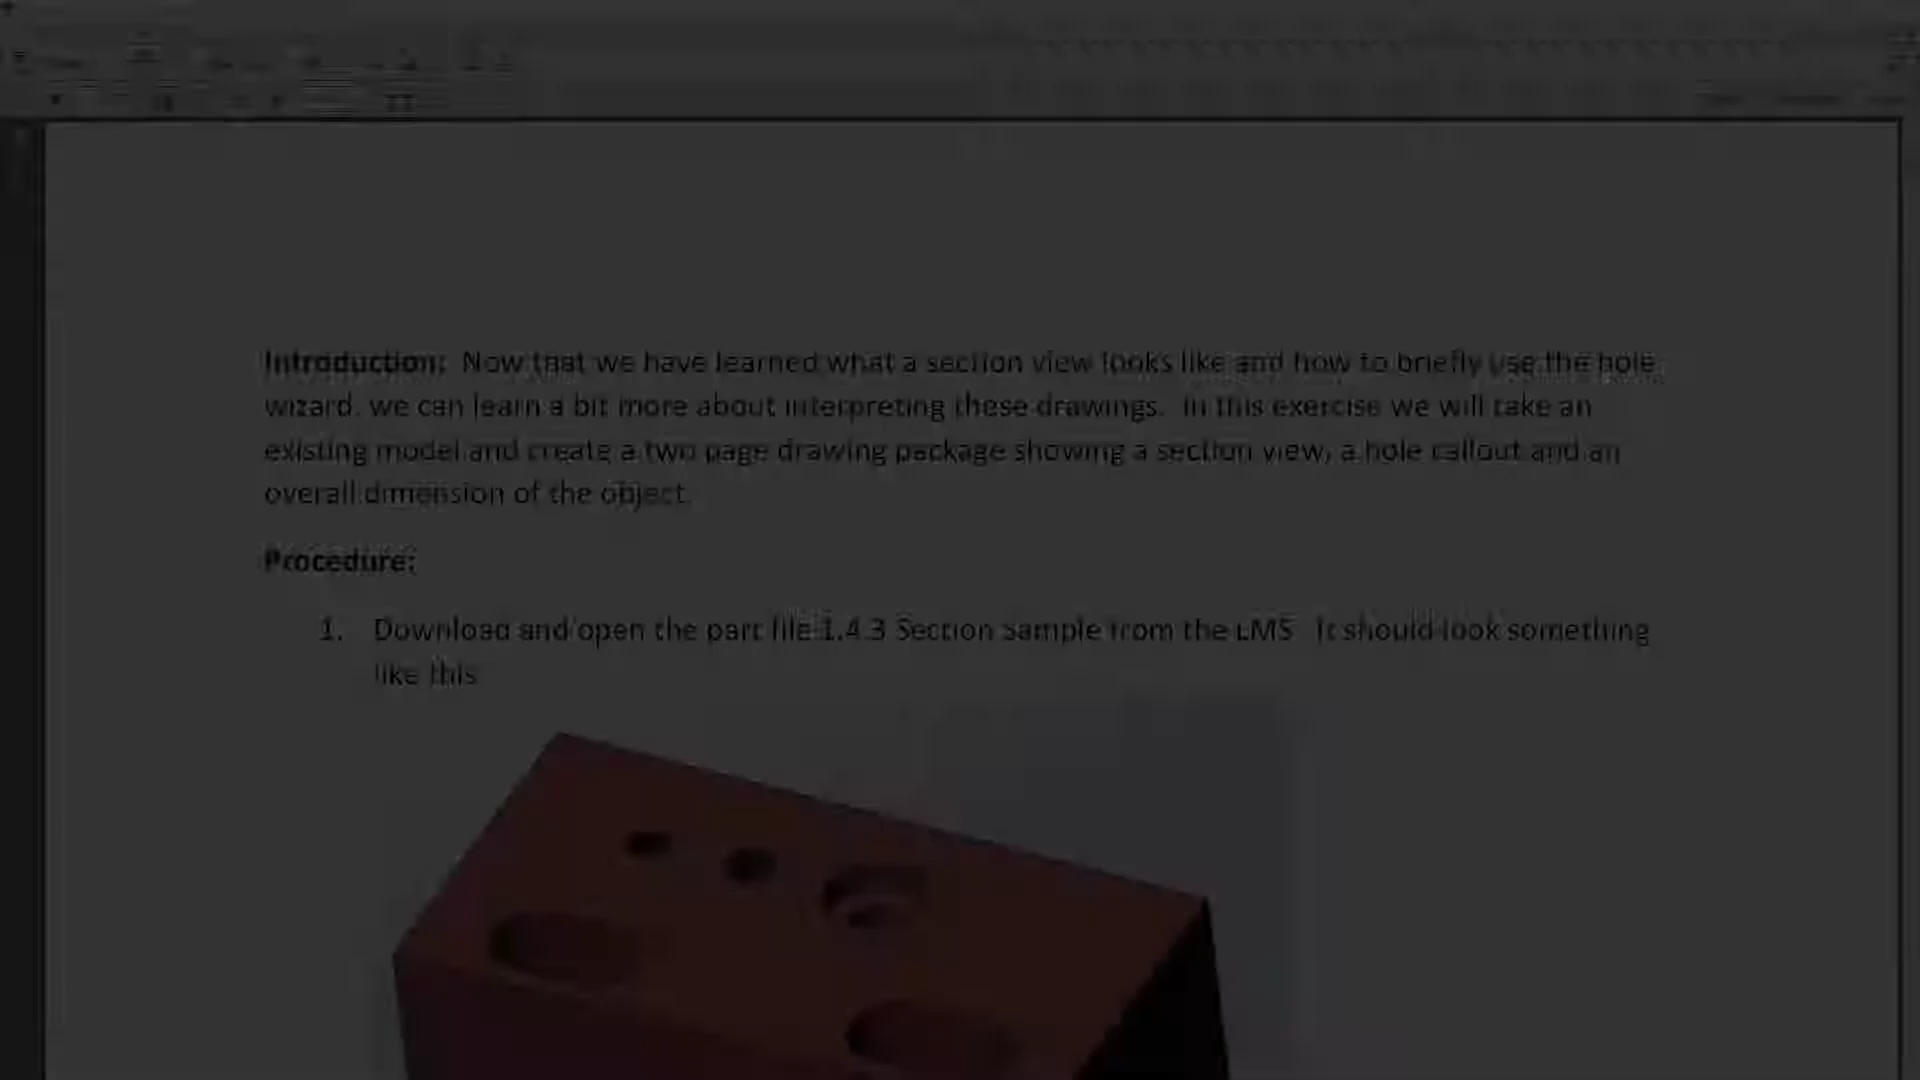 Introduction: Now that we have learned what a section view looks like and how to briefly use the hole
wizard, we can learn a bit more about interpreting these drawings. In this exercise we will take an
existing model and create a two page drawing package showing a section view, a hole callout and an
overall dimension of the object.
Procedure:
1. Download and open the part file 1.4.3 Section Sample from the LMS. It should look something
like this